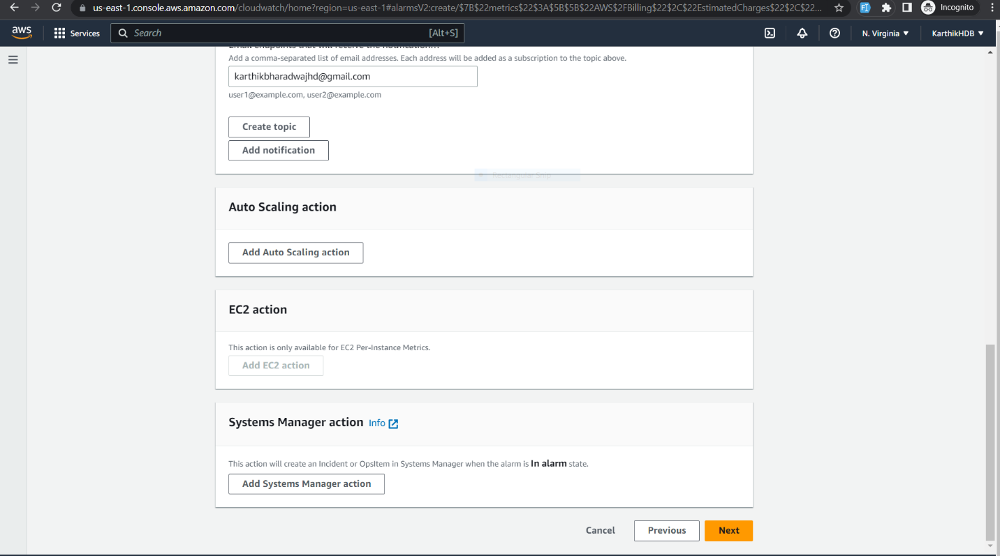 us-east-1.console.aws.amazon.com/cloudwatch/home?region=us-east-1#alarmsV2:create/$7B$22metrics$22$3A$5B$5B$22AWS$2FBilling$22$2C$22EstimatedCharges$22$2C$22...
Incognito
aws
Services
Search
[Alt+S]
N. Virginia
KarthikHDB
Email endpoints that will receive the notification...
Add a comma-separated list of email addresses. Each address will be added as a subscription to the topic above.
karthikbharadwajhd@gmail.com
user1@example.com, user2@example.com
Create topic
Add notification
Rectangular Snip
Auto Scaling action
Add Auto Scaling action
EC2 action
This action is only available for EC2 Per-Instance Metrics.
Add EC2 action
Systems Manager action Info
This action will create an Incident or OpsItem in Systems Manager when the alarm is In alarm state.
Add Systems Manager action
Cancel
Previous
Next